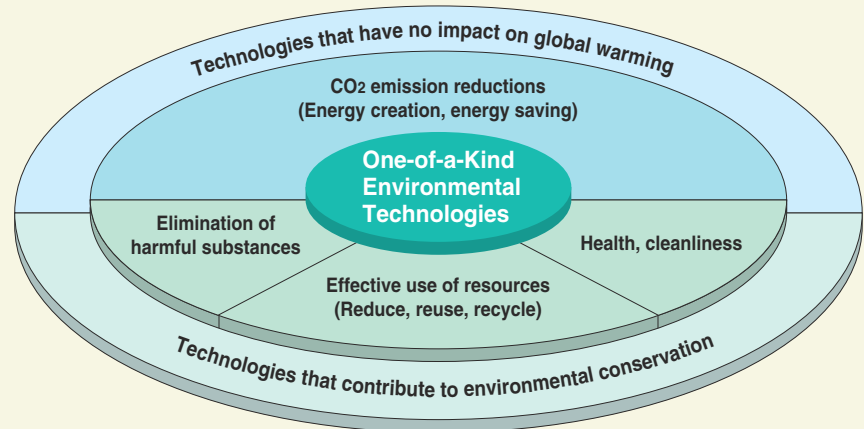 Technologies that have no impact on global warming
CO2 emission reductions
(Energy creation, energy saving)
One-of-a-Kind
Environmental
Technologies
Elimination of
harmful substances
Health, cleanliness
Effective use of resources
(Reduce, reuse, recycle)
Technologies that contribute to environmental conservation